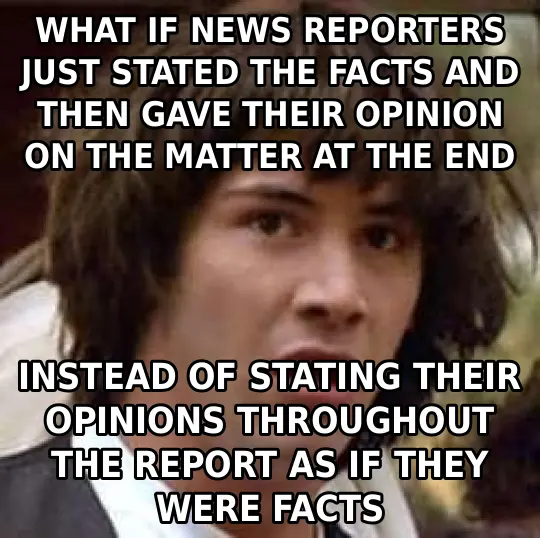 WHAT IF NEWS REPORTERS
JUST STATED THE FACTS AND
THEN GAVE THEIR OPINION
ON THE MATTER AT THE END
INSTEAD OF STATING THEIR
OPINIONS THROUGHOUT
THE REPORT AS IF THEY
WERE FACTS